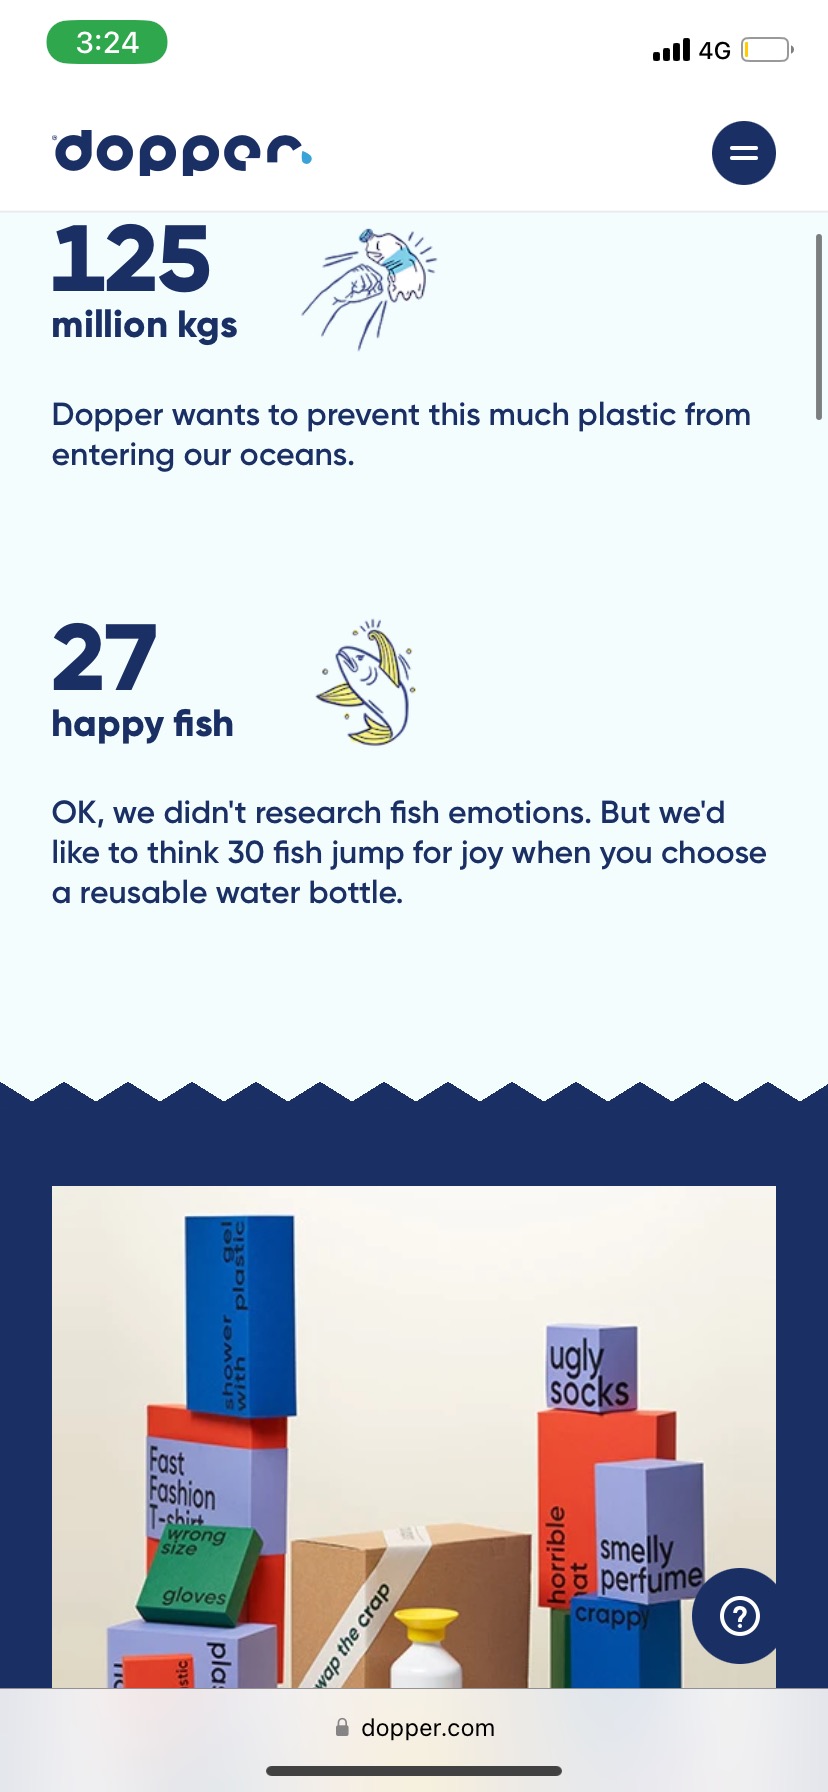 3:24
4G
dopper
125
million kgs
Dopper wants to prevent this much plastic from
entering our oceans.
27
happy fish
OK, we didn't research fish emotions. But we'd
like to think 30 fish jump for joy when you choose
a reusable water bottle.
shower gel
with plastic
ugly
socks
Fast
Fashion
T-shirt
wrong
size
gloves
horrible
hat
smelly
perfume
crappy
wap the crap
pla
stic
?
dopper.com